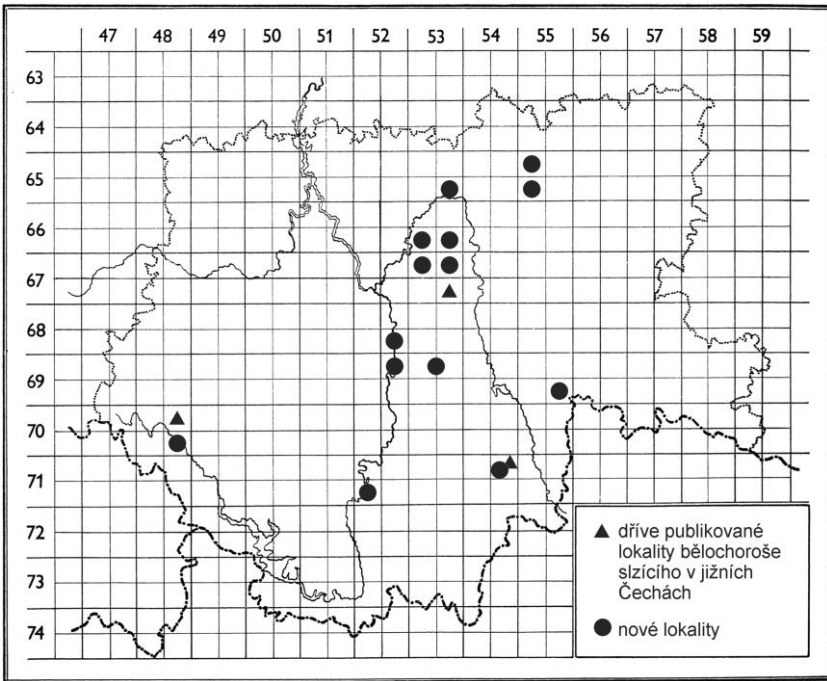 47 48 49 50 51 52 53 54 55 56 57 58 59
63
64
65
66
67
68
69
70
71
72
73
74
dříve publikované
lokality bělochoroše
slzícího v jižních
Čechách
nové lokality